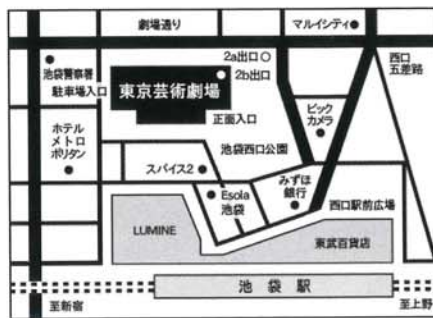 劇場通り
マルイシティ
2a出口
2b出口
西口
五差路
池袋警察署
駐車場入口
東京芸術劇場
正面入口
ビック
カメラ
池袋西口公園
ホテル
メトロ
ポリタン
スパイス2
Esola
池袋
みずほ
銀行
西口駅前広場
LUMINE
東武百貨店
池袋駅
至新宿
至上野